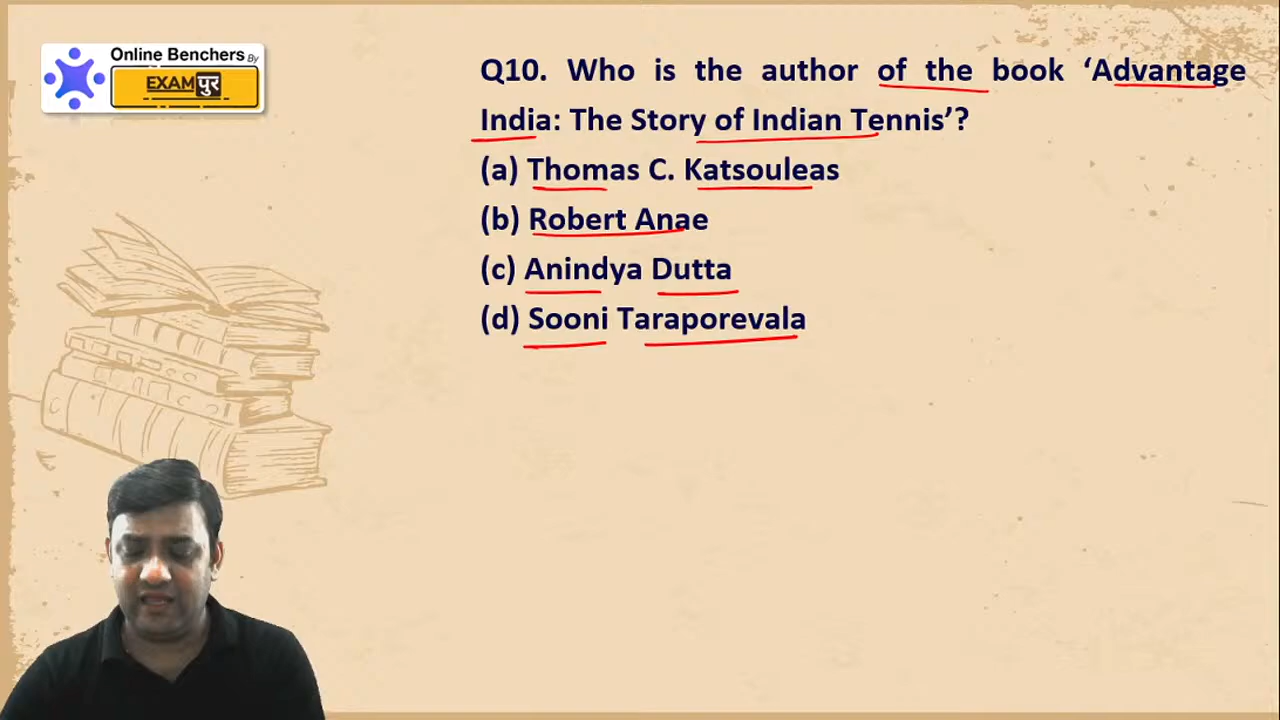 Online Benchers By
EXAMपुर
Q10. Who is the author of the book ‘Advantage
India: The Story of Indian Tennis’?
(a) Thomas C. Katsouleas
(b) Robert Anae
(c) Anindya Dutta
(d) Sooni Taraporevala